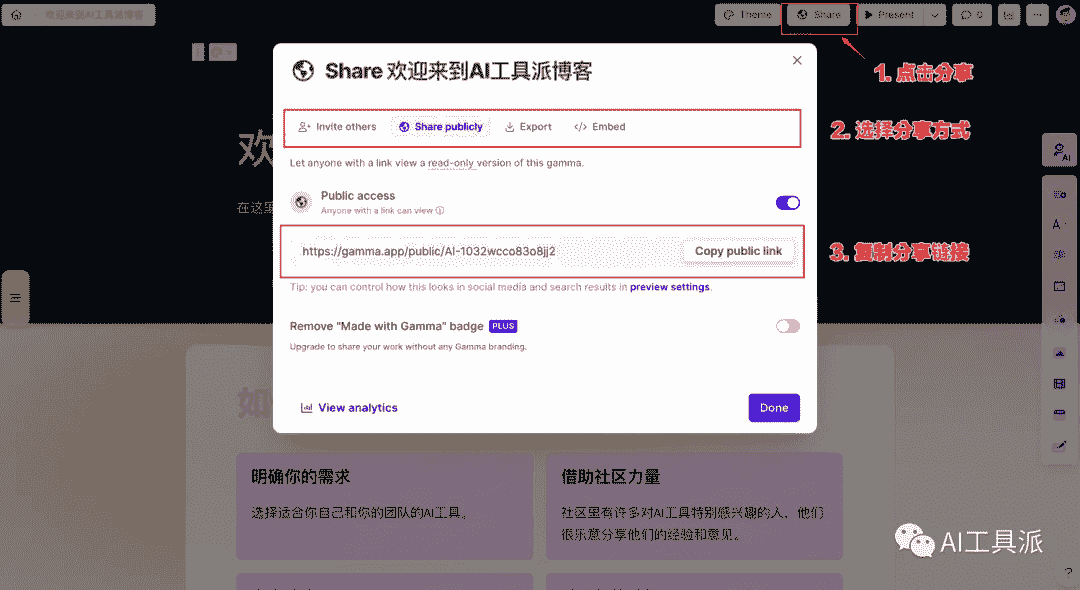 欢迎来到AI工具派博客
Theme
Share
Present
0
1. 点击分享
Share 欢迎来到AI工具派博客
Invite others
Share publicly
Export
</> Embed
2. 选择分享方式
欢
Let anyone with a link view a read-only version of this gamma.
AI
Public access
Anyone with a link can view
在这里
https://gamma.app/public/AI-1032wcco83o8jj2
Copy public link
3. 复制分享链接
Tip: you can control how this looks in social media and search results in preview settings.
Remove "Made with Gamma" badge PLUS
Upgrade to share your work without any Gamma branding.
如
View analytics
Done
明确你的需求
选择适合你自己和你的团队的AI工具。
借助社区力量
社区里有许多对AI工具特别感兴趣的人，他们
很乐意分享他们的经验和意见。
AI工具派
?